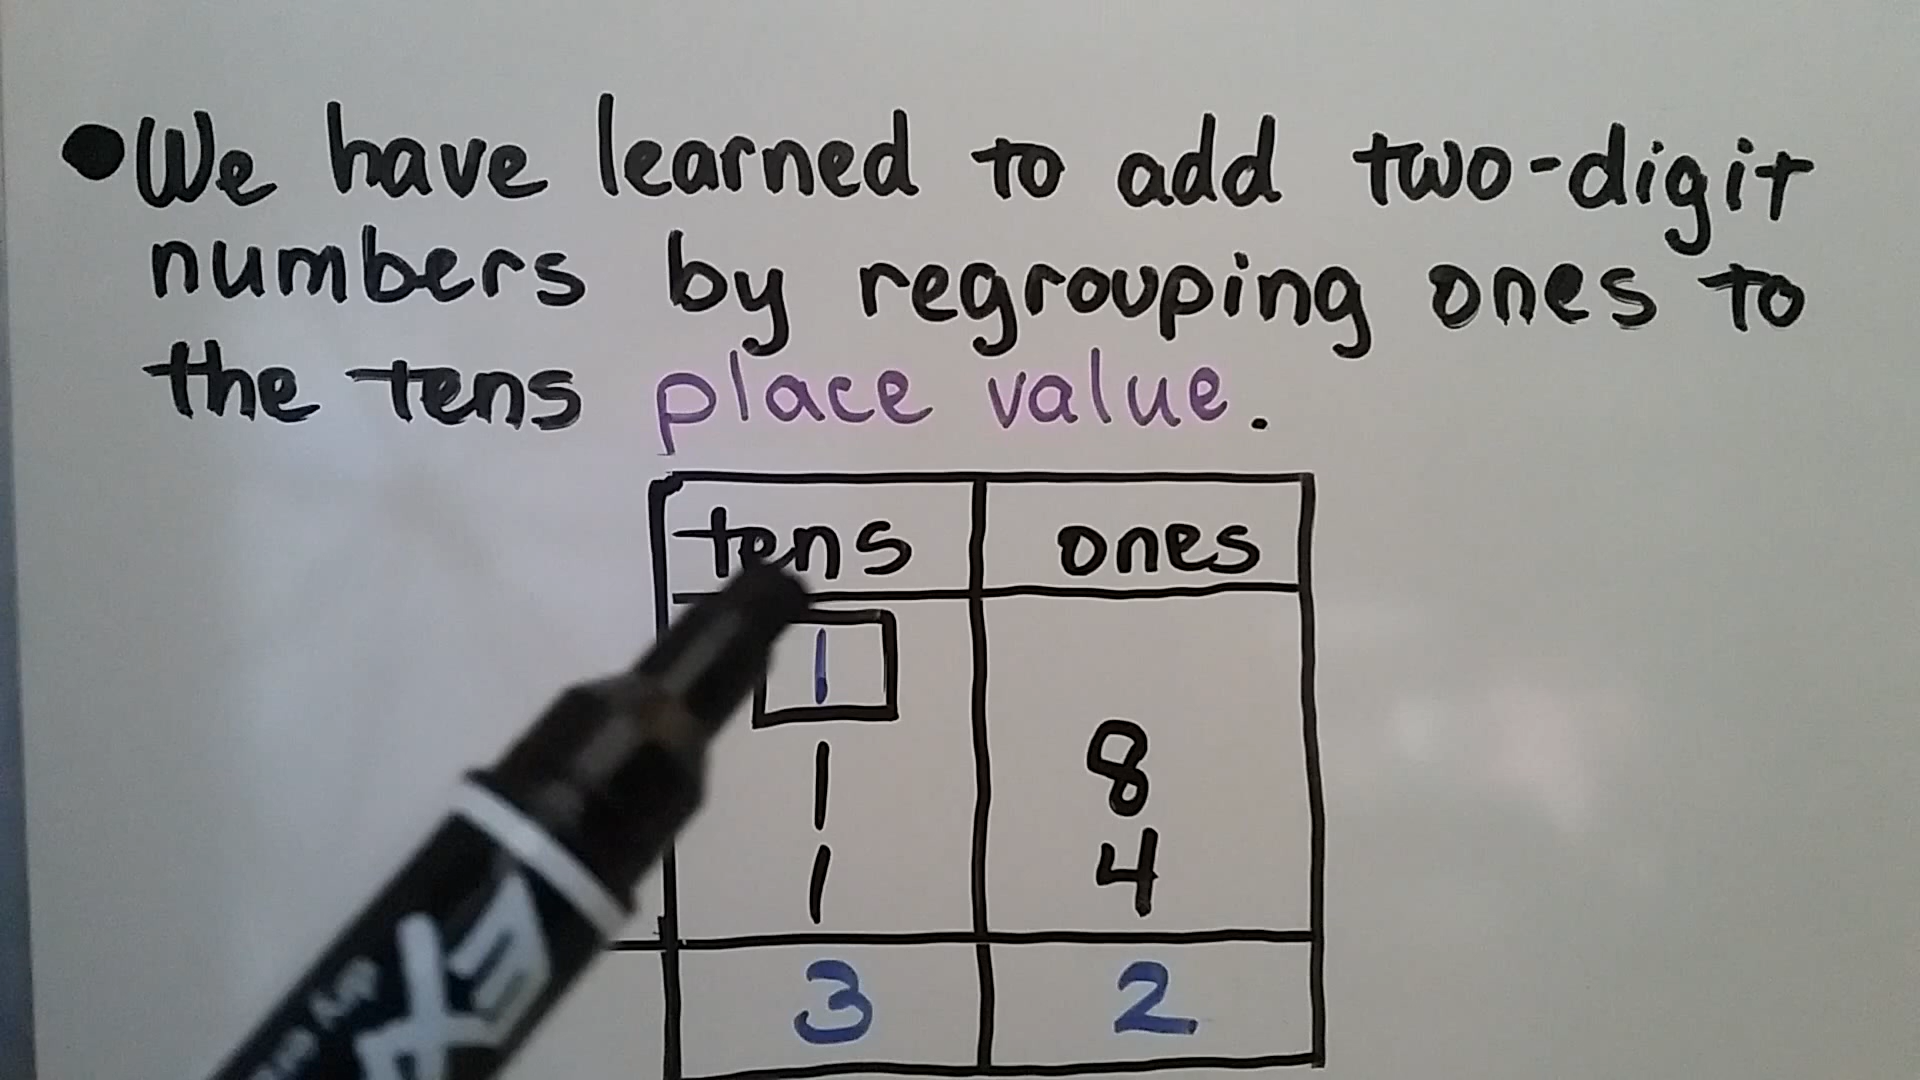 •We have learned to add two-digit
numbers by regrouping ones to
the tens place value.
tens ones
1
1 8
1 4
3 2